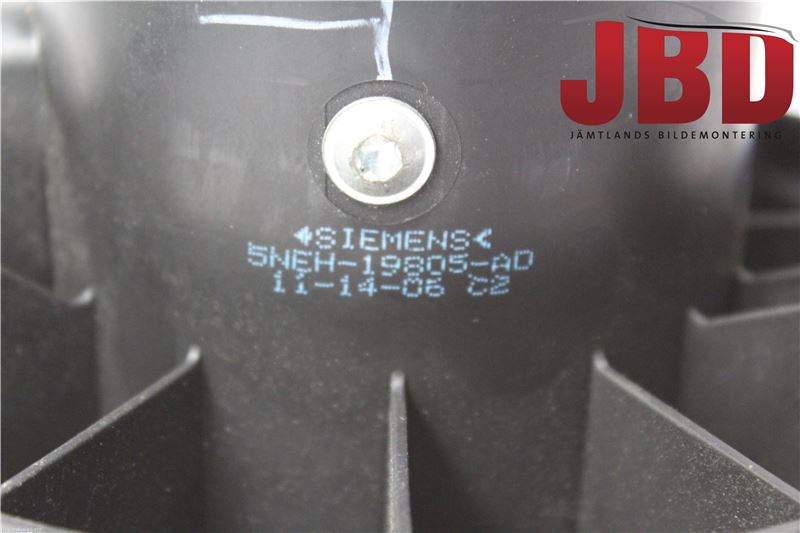 JBD
JÄMTLANDS BILDEMONTERING
SIEMENS
5NEH-19805-AD
11-14-06 C2